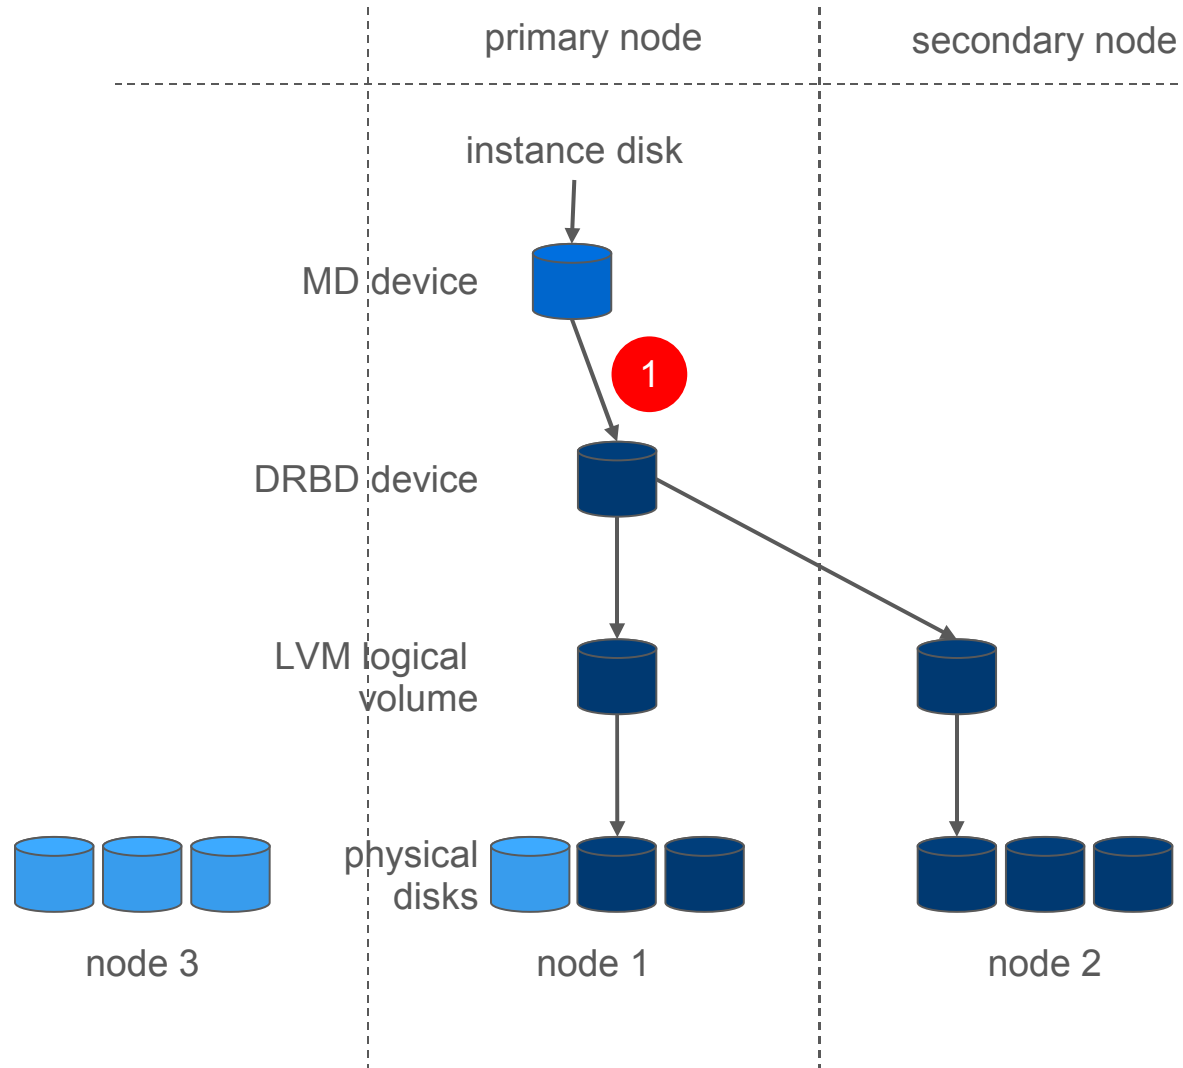 primary node
secondary node
instance disk
MD device
1
DRBD device
LVM logical
volume
physical
disks
node 3
node 1
node 2